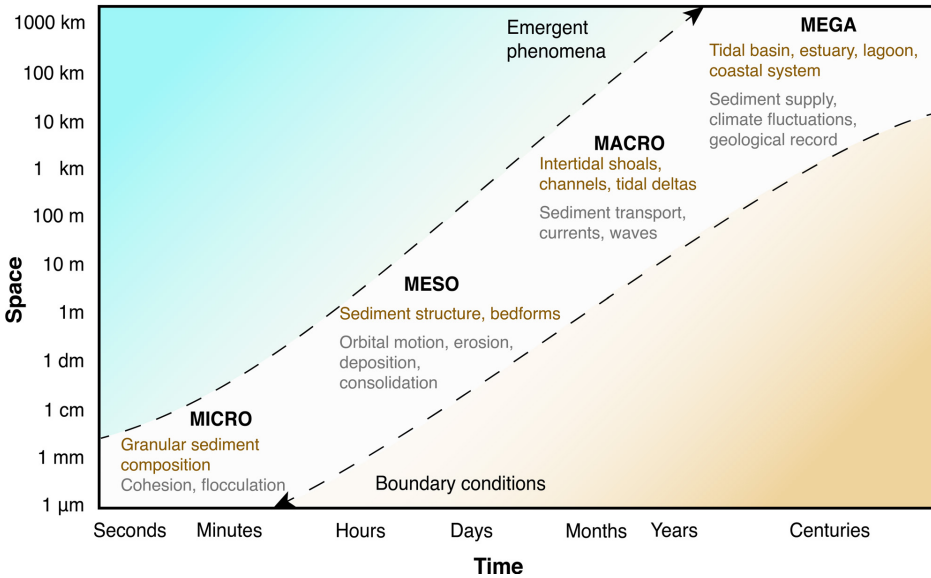 1000 km
100 km
10 km
1 km
100 m
10 m
1m
1 dm
1 cm
1 mm
1 µm
Space
Emergent
phenomena
MEGA
Tidal basin, estuary, lagoon,
coastal system
Sediment supply,
climate fluctuations,
geological record
MACRO
Intertidal shoals,
channels, tidal deltas
Sediment transport,
currents, waves
MESO
Sediment structure, bedforms
Orbital motion, erosion,
deposition,
consolidation
MICRO
Granular sediment
composition
Cohesion, flocculation
Boundary conditions
Seconds Minutes Hours Days Months Years Centuries
Time